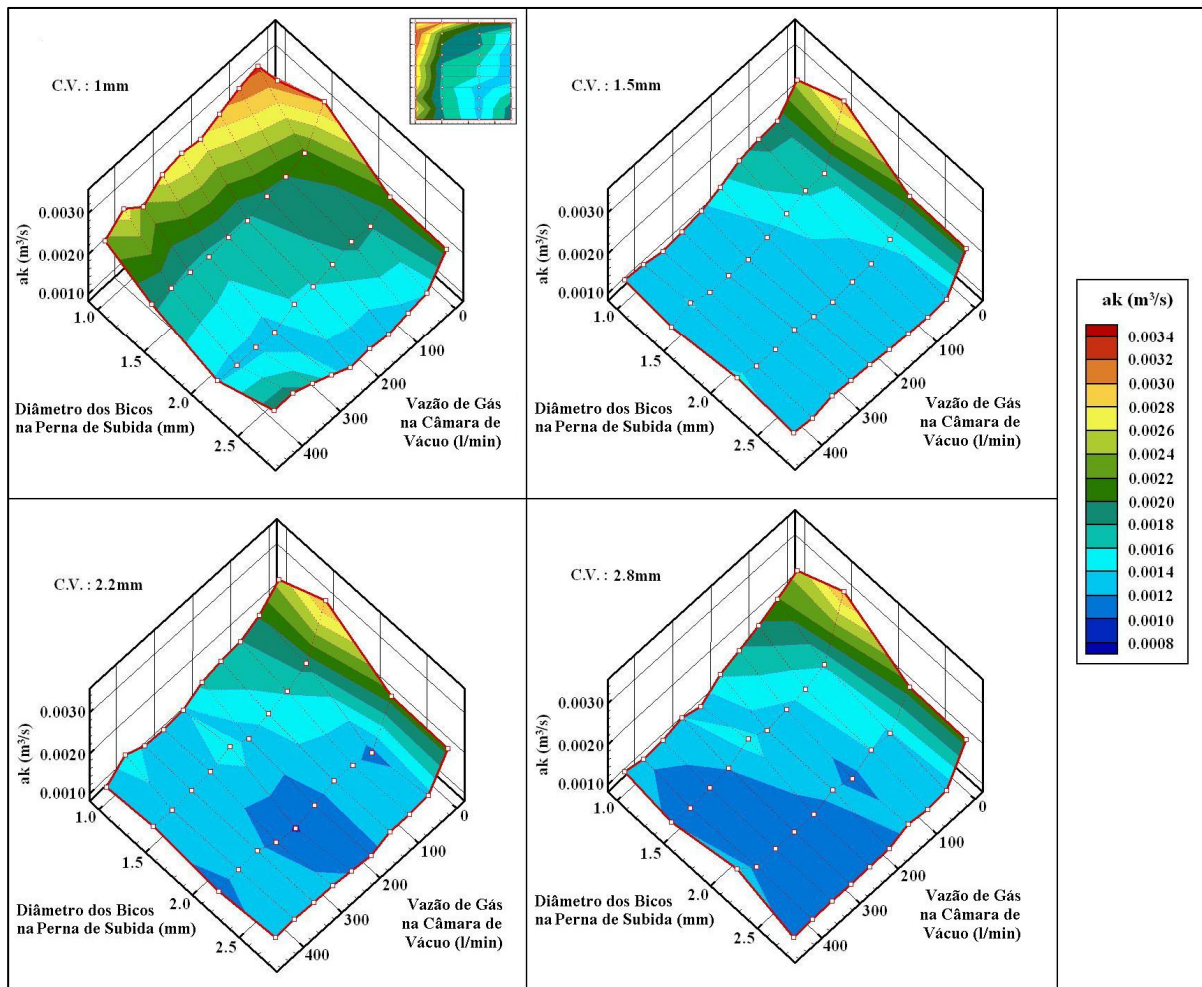 C.V. : 1mm
ak (m³/s)
0.0030
0.0020
0.0010
1.0
1.5
2.0
2.5
Diâmetro dos Bicos
na Perna de Subida (mm)
0
100
200
300
400
Vazão de Gás
na Câmara de
Vácuo (l/min)
C.V. : 1.5mm
ak (m³/s)
0.0030
0.0020
0.0010
1.0
1.5
2.0
2.5
Diâmetro dos Bicos
na Perna de Subida (mm)
0
100
200
300
400
Vazão de Gás
na Câmara de
Vácuo (l/min)
ak (m³/s)
0.0034
0.0032
0.0030
0.0028
0.0026
0.0024
0.0022
0.0020
0.0018
0.0016
0.0014
0.0012
0.0010
0.0008
C.V. : 2.2mm
ak (m³/s)
0.0030
0.0020
0.0010
1.0
1.5
2.0
2.5
Diâmetro dos Bicos
na Perna de Subida (mm)
0
100
200
300
400
Vazão de Gás
na Câmara de
Vácuo (l/min)
C.V. : 2.8mm
ak (m³/s)
0.0030
0.0020
0.0010
1.0
1.5
2.0
2.5
Diâmetro dos Bicos
na Perna de Subida (mm)
0
100
200
300
400
Vazão de Gás
na Câmara de
Vácuo (l/min)